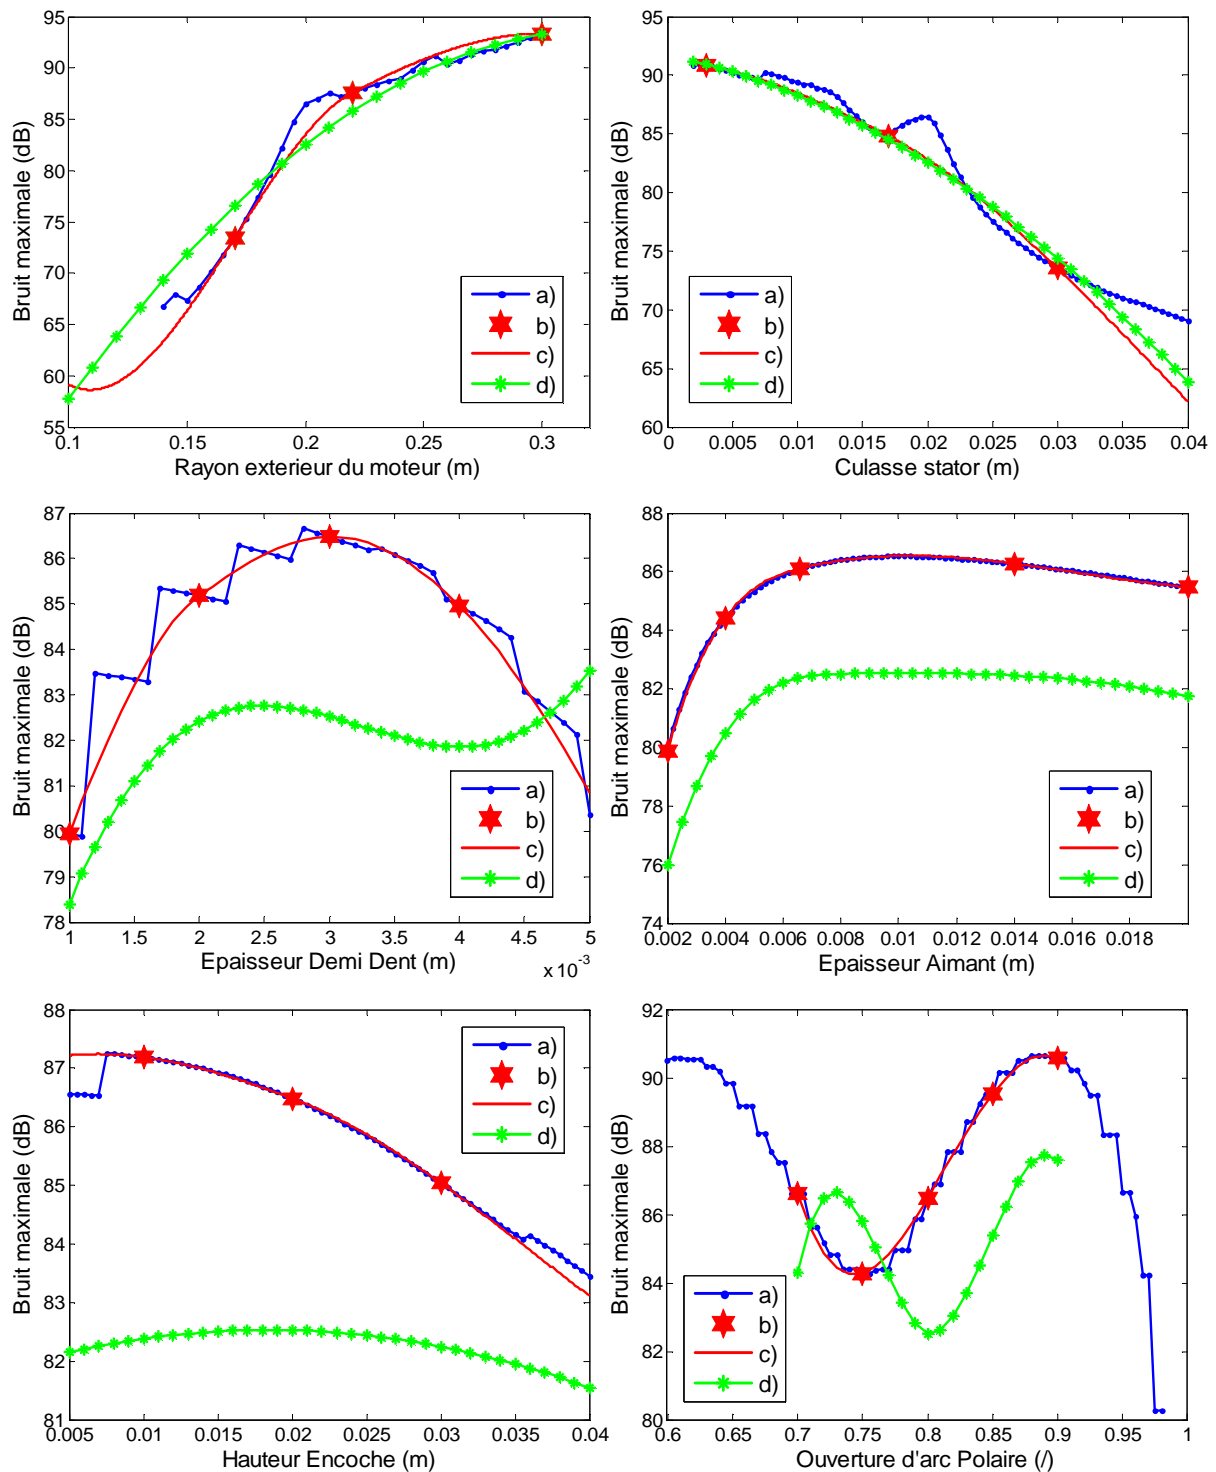 95
90
85
80
75
70
65
60
55
0.1 0.15 0.2 0.25 0.3
Bruit maximale (dB)
Rayon exterieur du moteur (m)
a)
b)
c)
d)
95
90
85
80
75
70
65
60
0 0.005 0.01 0.015 0.02 0.025 0.03 0.035 0.04
Bruit maximale (dB)
Culasse stator (m)
a)
b)
c)
d)
87
86
85
84
83
82
81
80
79
78
1 1.5 2 2.5 3 3.5 4 4.5 5
x 10-3
Bruit maximale (dB)
Epaisseur Demi Dent (m)
a)
b)
c)
d)
88
86
84
82
80
78
76
74
0.002 0.004 0.006 0.008 0.01 0.012 0.014 0.016 0.018
Bruit maximale (dB)
Epaisseur Aimant (m)
a)
b)
c)
d)
88
87
86
85
84
83
82
81
0.005 0.01 0.015 0.02 0.025 0.03 0.035 0.04
Bruit maximale (dB)
Hauteur Encoche (m)
a)
b)
c)
d)
92
90
88
86
84
82
80
0.6 0.65 0.7 0.75 0.8 0.85 0.9 0.95 1
Bruit maximale (dB)
Ouverture d'arc Polaire (/)
a)
b)
c)
d)